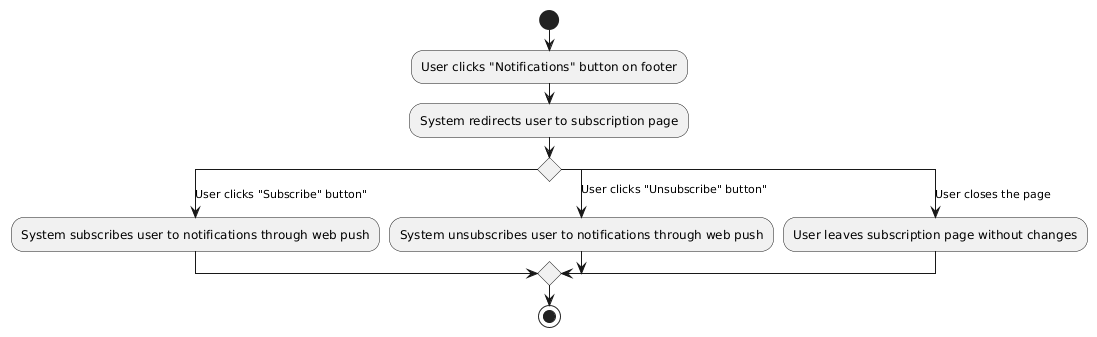 User clicks "Notifications" button on footer
System redirects user to subscription page
User clicks "Subscribe" button"
User clicks "Unsubscribe" button"
User closes the page
System subscribes user to notifications through web push
System unsubscribes user to notifications through web push
User leaves subscription page without changes